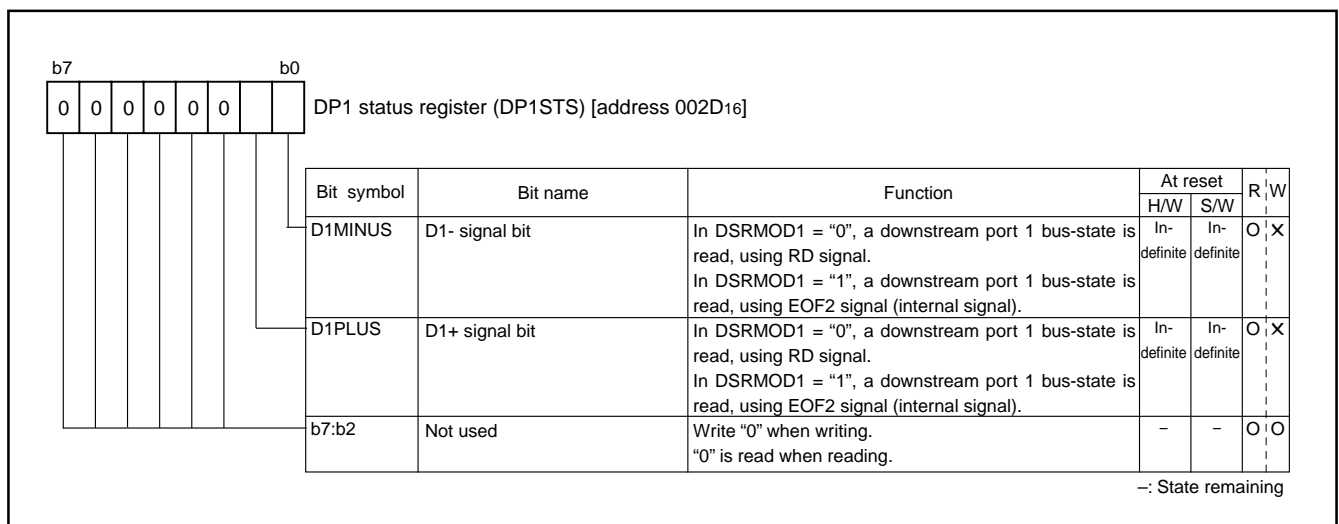 b7 b0
0 0 0 0 0 0
DP1 status register (DP1STS) [address 002D16]
Bit symbol Bit name Function At reset R W
H/W S/W
D1MINUS D1- signal bit In DSRMOD1 = “0”, a downstream port 1 bus-state is In- In- O ×
read, using RD signal. definite definite
In DSRMOD1 = “1”, a downstream port 1 bus-state is
read, using EOF2 signal (internal signal).
D1PLUS D1+ signal bit In DSRMOD1 = “0”, a downstream port 1 bus-state is In- In- O ×
read, using RD signal. definite definite
In DSRMOD1 = “1”, a downstream port 1 bus-state is
read, using EOF2 signal (internal signal).
b7:b2 Not used Write “0” when writing. – – O O
“0” is read when reading.
–: State remaining